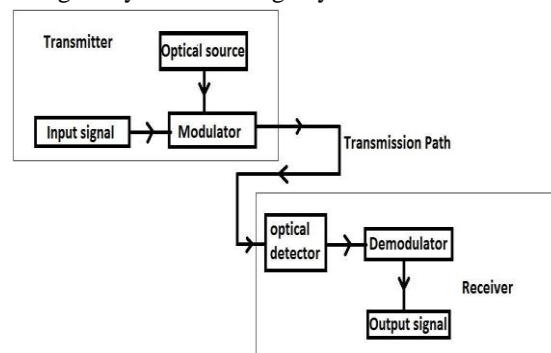 Transmitter
Optical source
Input signal
Modulator
Transmission Path
optical
detector
Demodulator
Receiver
Output signal